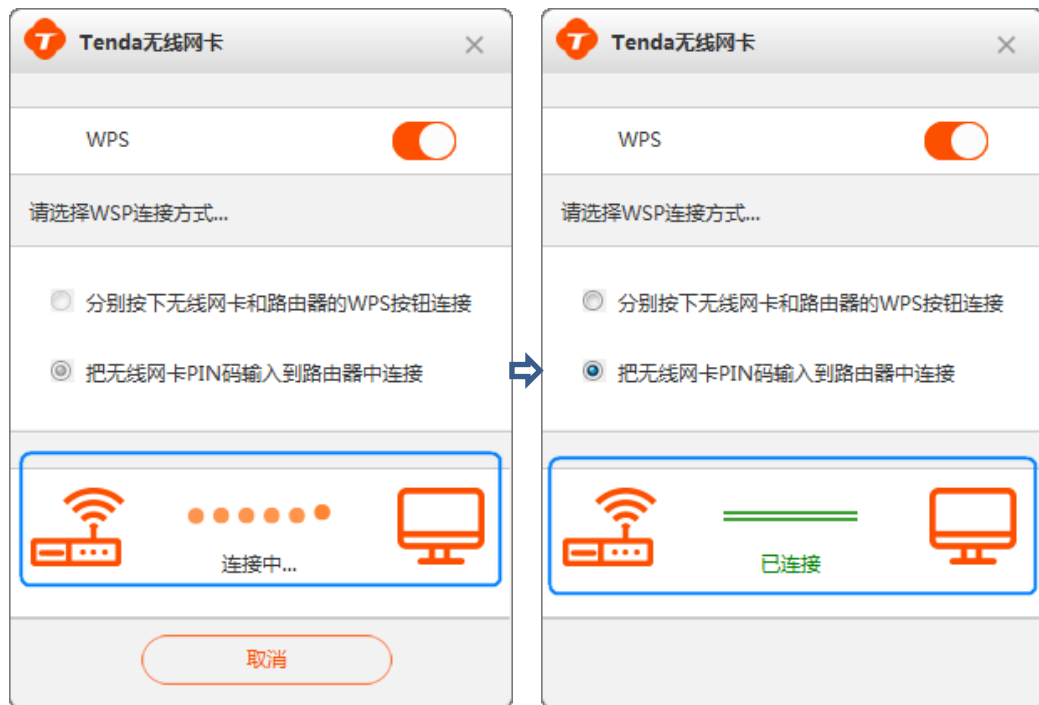 Tenda无线网卡
WPS
请选择WSP连接方式...
分别按下无线网卡和路由器的WPS按钮连接
把无线网卡PIN码输入到路由器中连接
连接中...
取消
Tenda无线网卡
WPS
请选择WSP连接方式...
分别按下无线网卡和路由器的WPS按钮连接
把无线网卡PIN码输入到路由器中连接
已连接